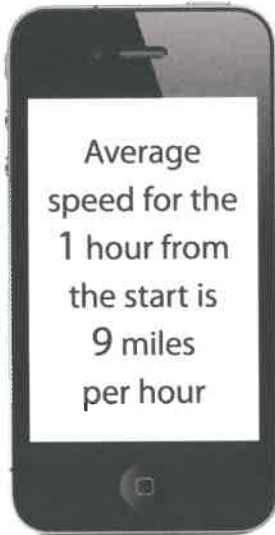 Average
speed for the
1 hour from
the start is
9 miles
per hour